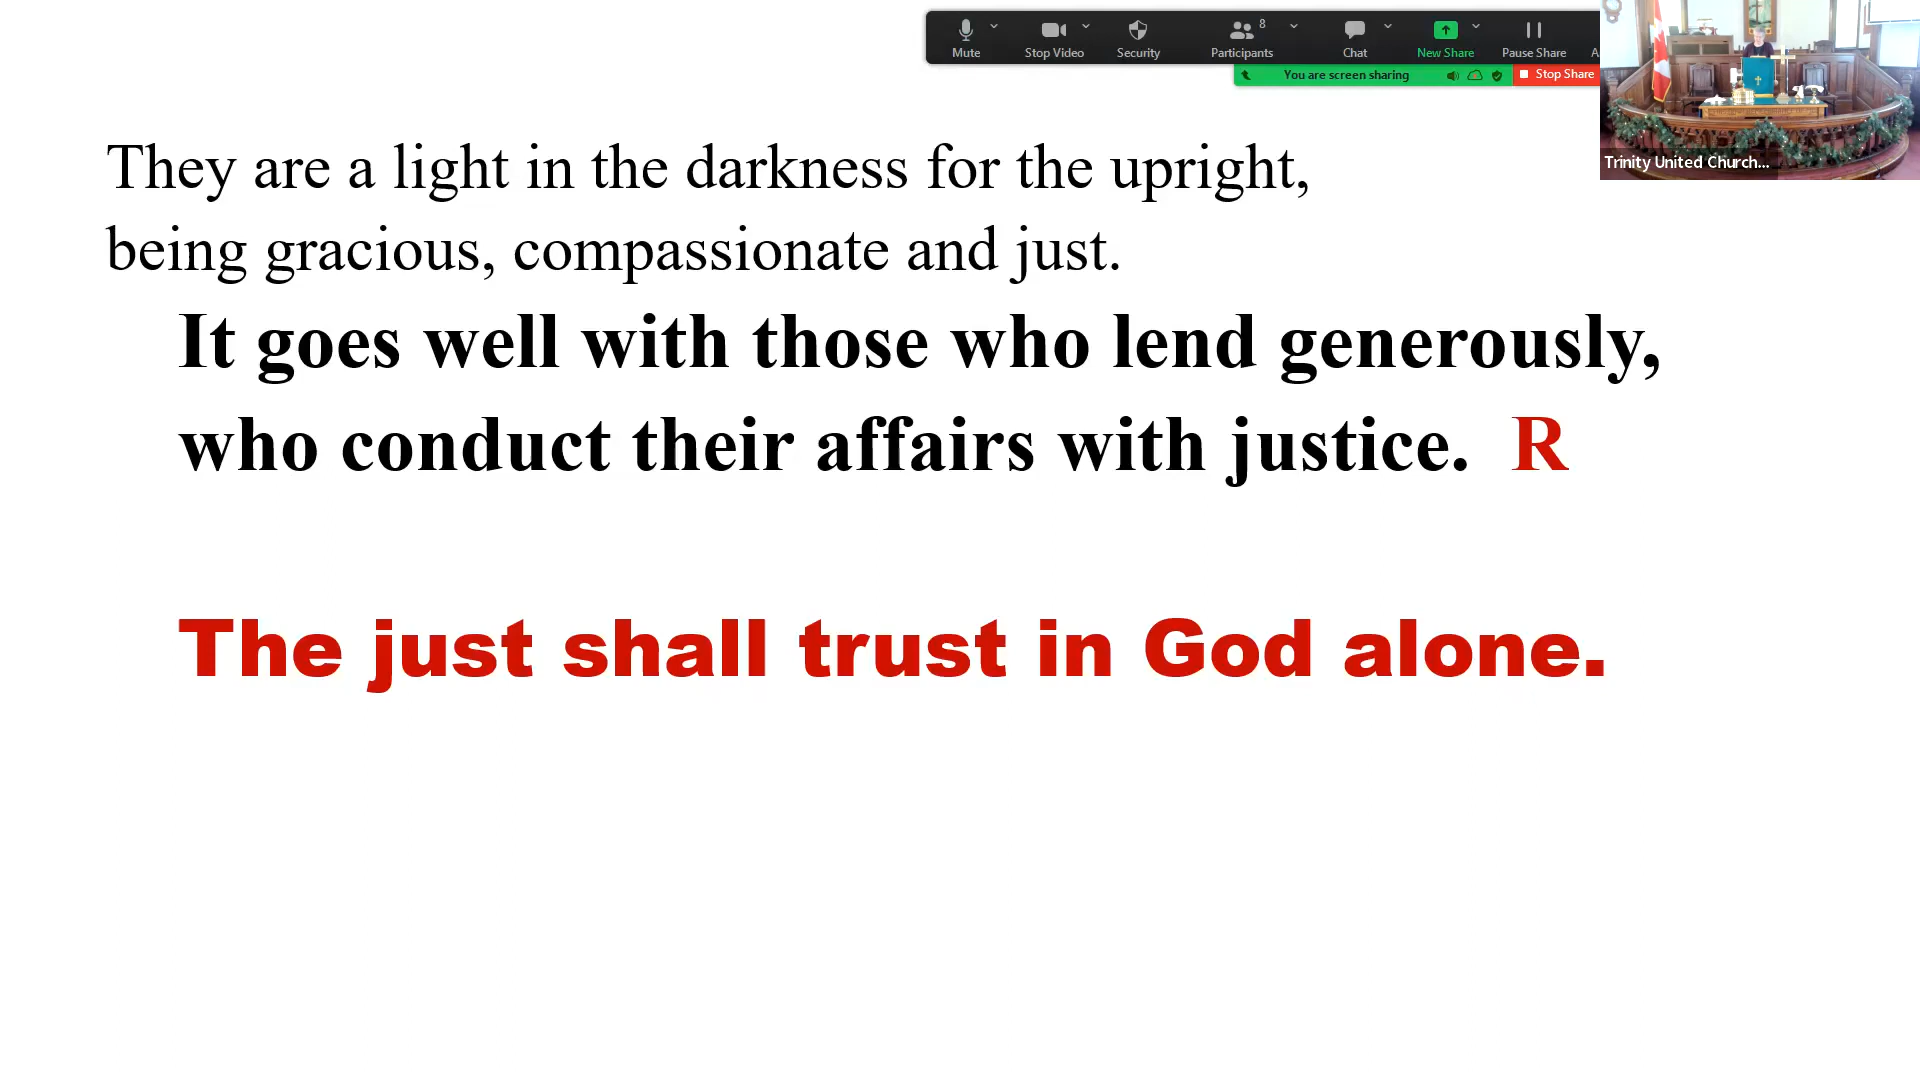 Mute
Stop Video
Security
8
Participants
Chat
New Share
Pause Share
A
You are screen sharing
Stop Share
Trinity United Church...
They are a light in the darkness for the upright,
being gracious, compassionate and just.
It goes well with those who lend generously,
who conduct their affairs with justice. R
The just shall trust in God alone.